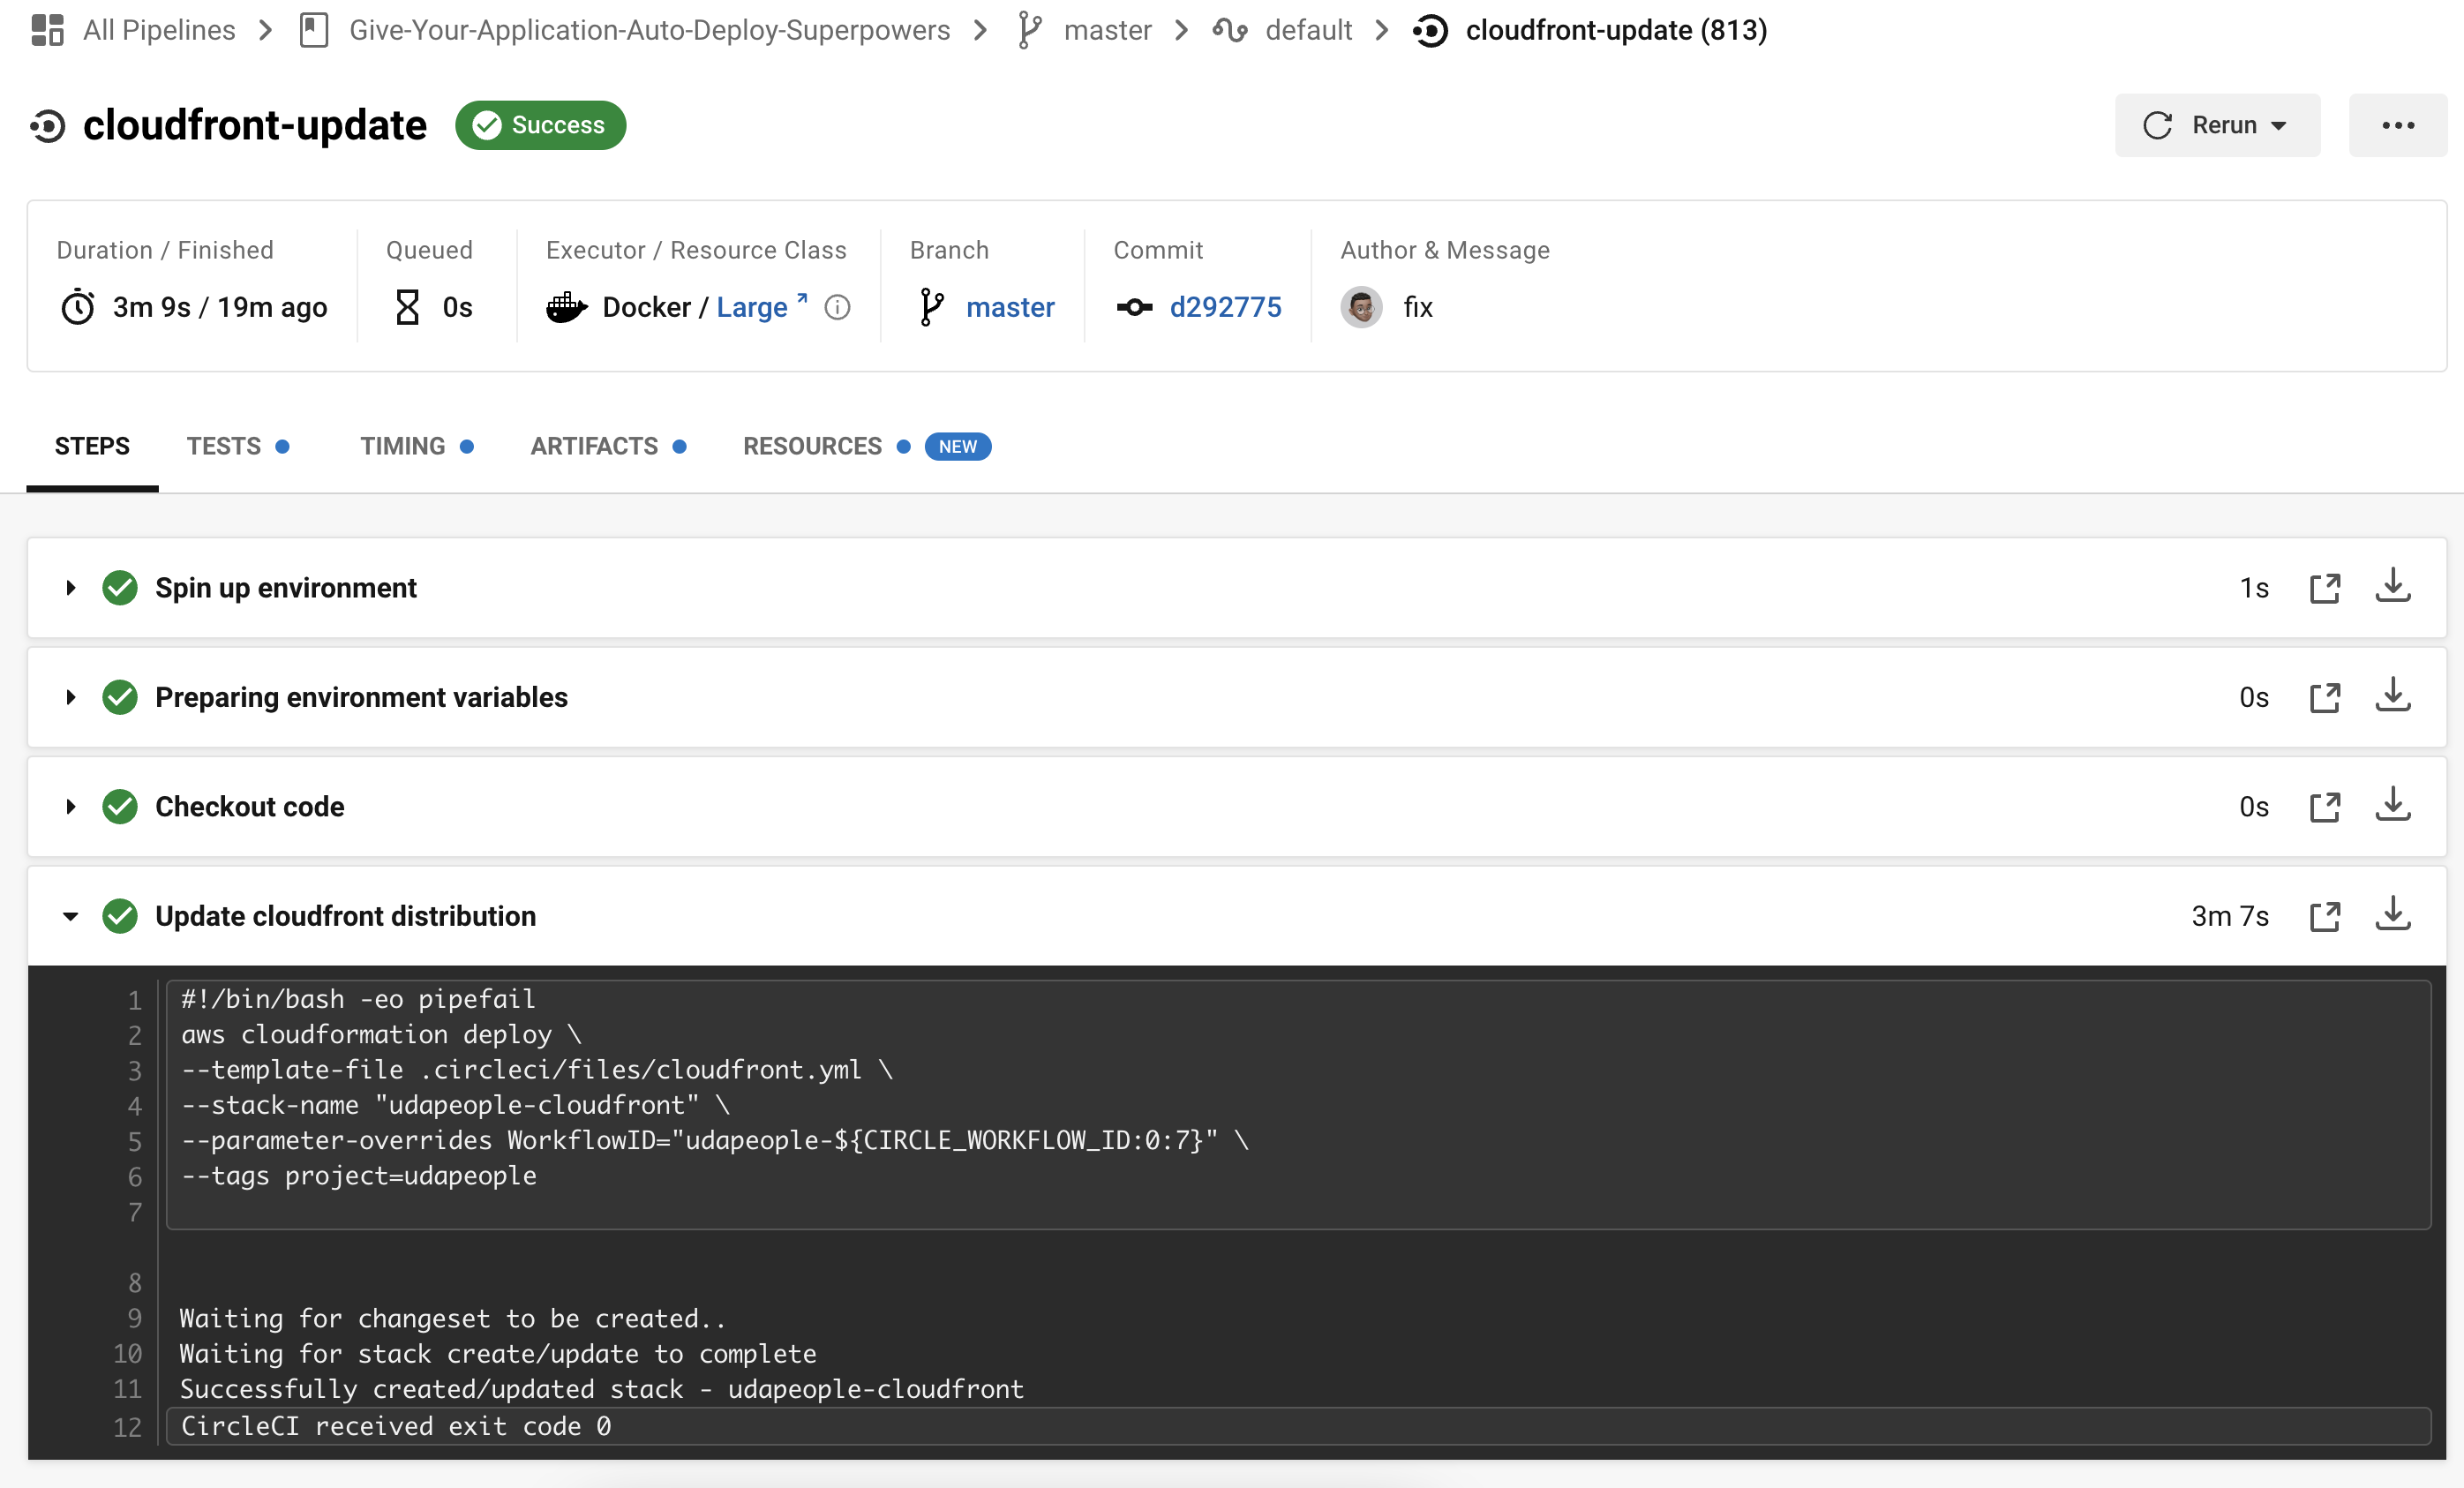 All Pipelines > Give-Your-Application-Auto-Deploy-Superpowers > master > default > cloudfront-update (813)
cloudfront-update Success Rerun
Duration / Finished Queued Executor / Resource Class Branch Commit Author & Message
3m 9s / 19m ago 0s Docker / Large master d292775 fix
STEPS TESTS TIMING ARTIFACTS RESOURCES NEW
Spin up environment 1s
Preparing environment variables 0s
Checkout code 0s
Update cloudfront distribution 3m 7s
1 #!/bin/bash -eo pipefail
2 aws cloudformation deploy \
3 --template-file .circleci/files/cloudfront.yml \
4 --stack-name "udapeople-cloudfront" \
5 --parameter-overrides WorkflowID="udapeople-${CIRCLE_WORKFLOW_ID:0:7}" \
6 --tags project=udapeople
7
8
9 Waiting for changeset to be created..
10 Waiting for stack create/update to complete
11 Successfully created/updated stack - udapeople-cloudfront
12 CircleCI received exit code 0